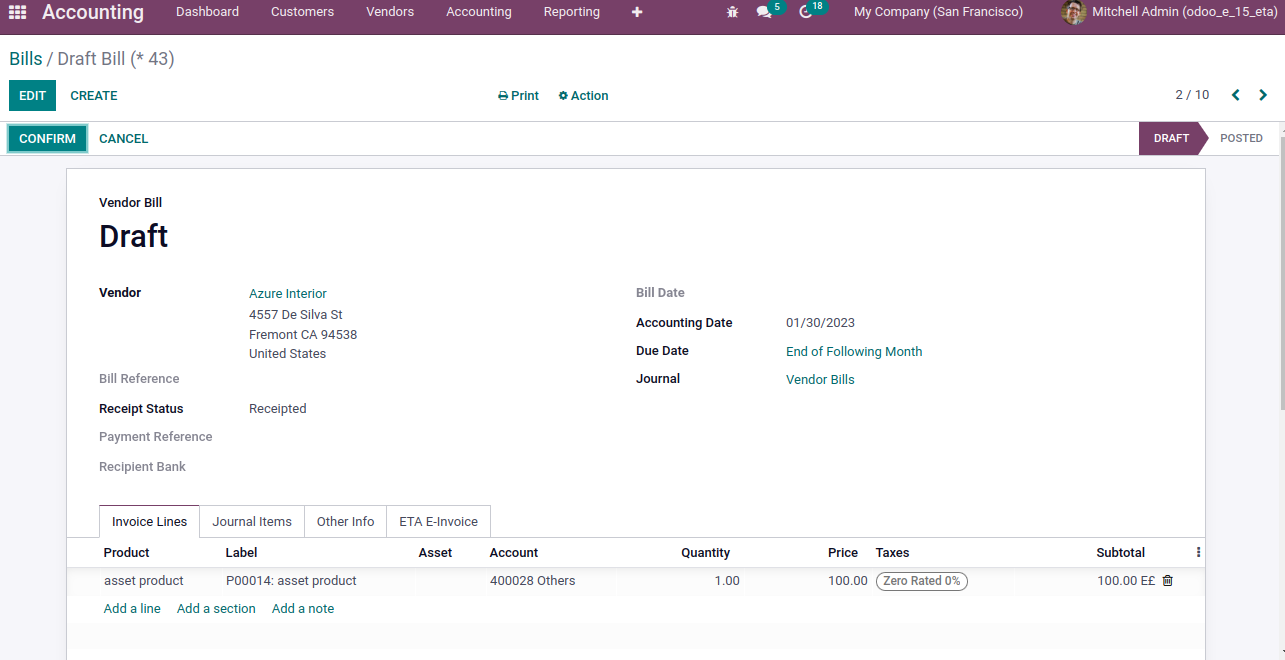 Accounting Dashboard Customers Vendors Accounting Reporting 5 18 My Company (San Francisco) Mitchell Admin (odoo_e_15_eta)
Bills / Draft Bill (* 43)
EDIT CREATE Print Action 2 / 10
CONFIRM CANCEL DRAFT POSTED
Vendor Bill
Draft
Vendor Azure Interior
4557 De Silva St
Fremont CA 94538
United States
Bill Reference
Receipt Status Receipted
Payment Reference
Recipient Bank
Bill Date
Accounting Date 01/30/2023
Due Date End of Following Month
Journal Vendor Bills
Invoice Lines Journal Items Other Info ETA E-Invoice
Product Label Asset Account Quantity Price Taxes Subtotal
asset product P00014: asset product 400028 Others 1.00 100.00 Zero Rated 0% 100.00 E£
Add a line Add a section Add a note